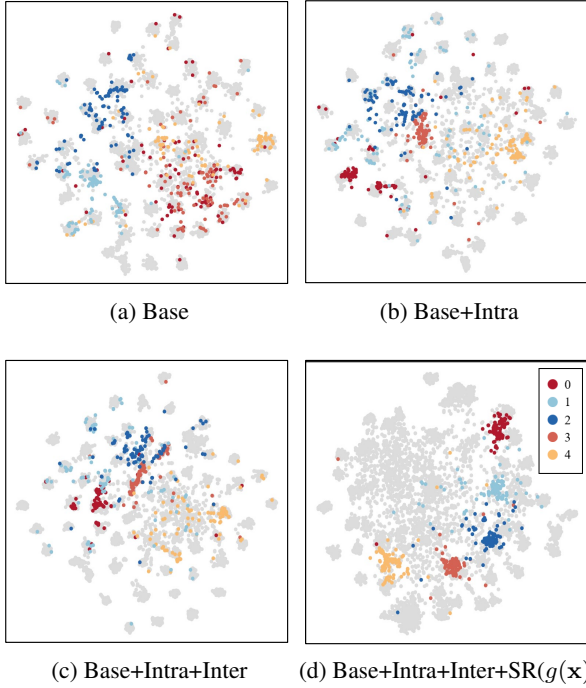 (a) Base
(b) Base+Intra
0
1
2
3
4
(c) Base+Intra+Inter
(d) Base+Intra+Inter+SR(g(x)